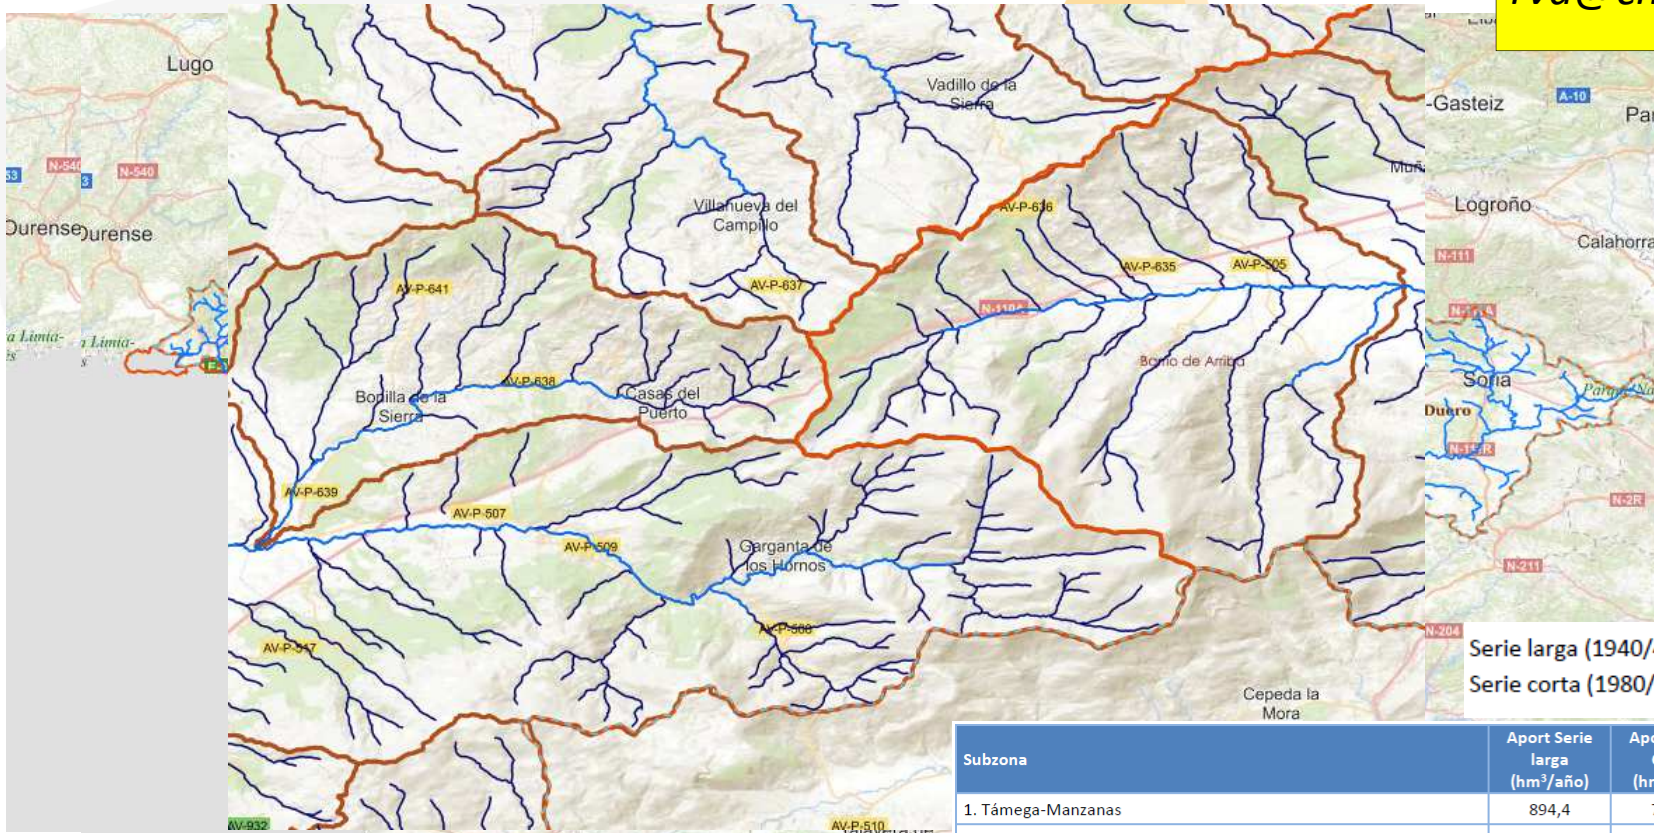 Lugo
N-540
N-540
53
3
Ourense
Ourense
a Limia-
a Limia-
és
s
Vadillo de la
Sierra
Villanueva del
Campillo
AV-P-636
AV-P-637
AV-P-635
AV-P-505
AV-P-641
N-110A
Barrio de Arriba
AV-P-638
Bonilla de la
Sierra
Casas del
Puerto
AV-P-639
AV-P-507
AV-P-509
Garganta de
los Hornos
AV-P-517
Cepeda la
Mora
AV-932
AV-P-510
-Gasteiz
A-10
Logroño
N-111
Calahorra
Soria
Duero
N-2R
N-211
N-204
Serie larga (1940/
Serie corta (1980/
Subzona
Aport Serie
larga
(hm³/año)
1. Támega-Manzanas
894,4